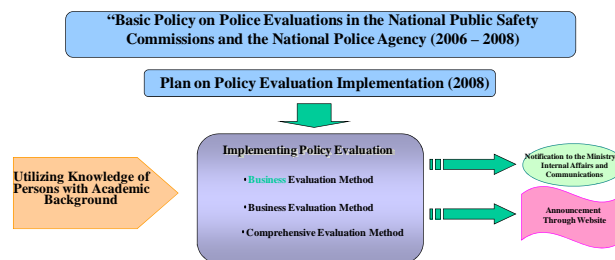 “Basic Policy on Police Evaluations in the National Public Safety
Commissions and the National Police Agency (2006 – 2008)
Plan on Policy Evaluation Implementation (2008)
Implementing Policy Evaluation
・Business Evaluation Method
・Business Evaluation Method
・Comprehensive Evaluation Method
Utilizing Knowledge of
Persons with Academic
Background
Notification to the Ministry
Internal Affairs and
Communications
Announcement
Through Website